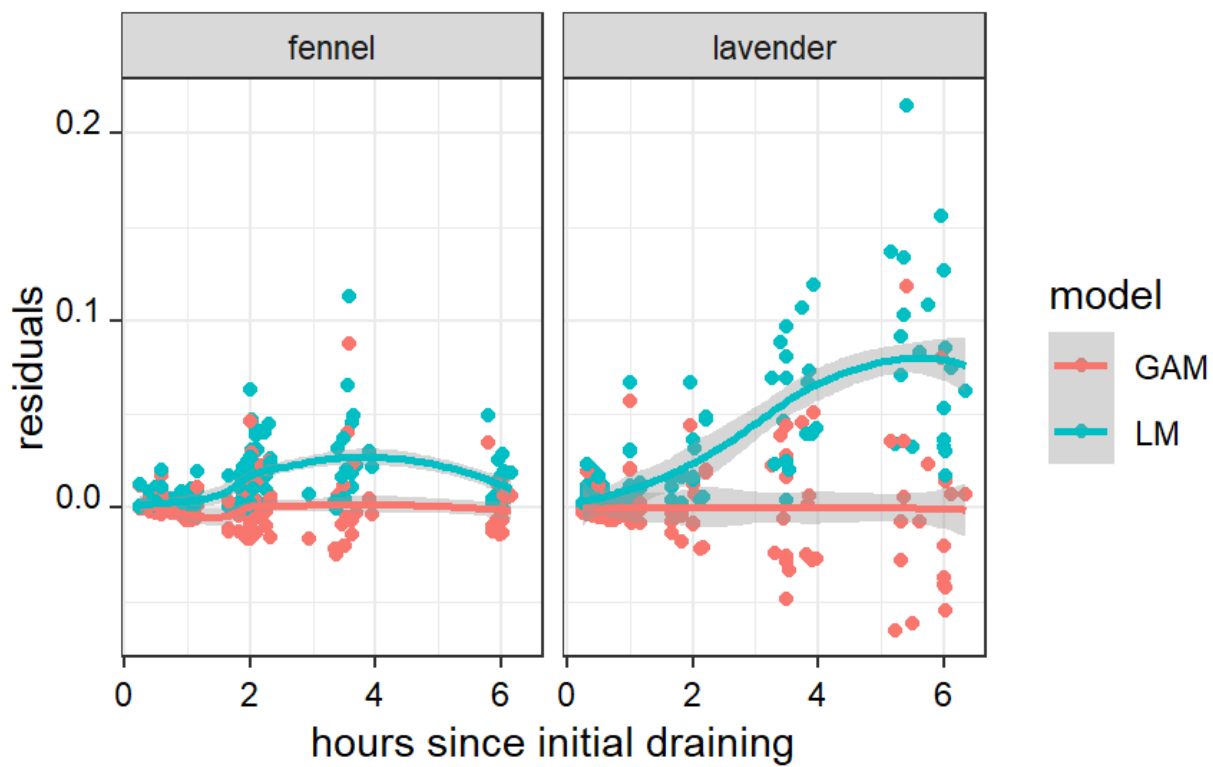 fennel
lavender
0.2
0.1
0.0
residuals
0 2 4 6
0 2 4 6
hours since initial draining
model
GAM
LM